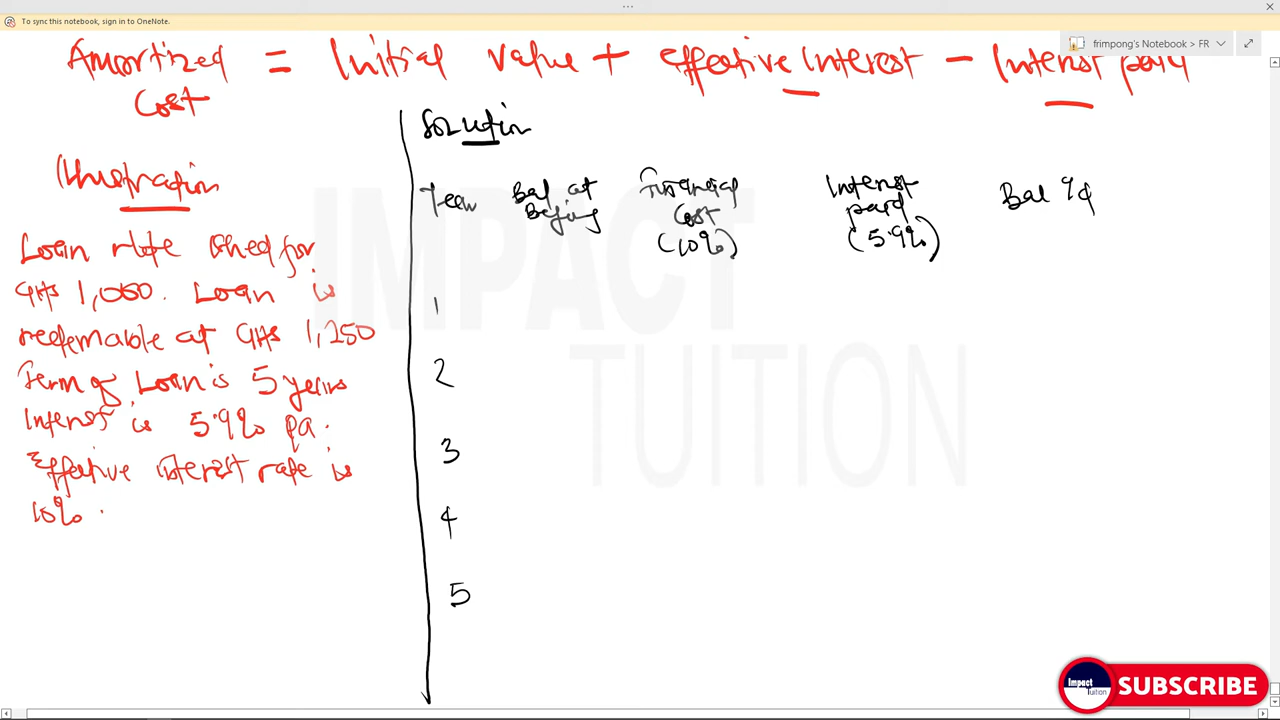 To sync this notebook, sign in to OneNote.
frimpong's Notebook > FR
Amortized Cost = Initial value + effective Interest - Interest paid
Illustration
Loan note issued for
GHS 1,000. Loan is
redeemable at GHS 1,250
Term of Loan is 5 years
Interest is 5.9% pa.
Effective interest rate is
10%.
Solution
Year
Bal at
Financial
Cost
(10%)
Interest
paid
(5.9%)
Bal c/d
1
2
3
4
5
IMPACT
TUITION
Impact
Tuition
SUBSCRIBE